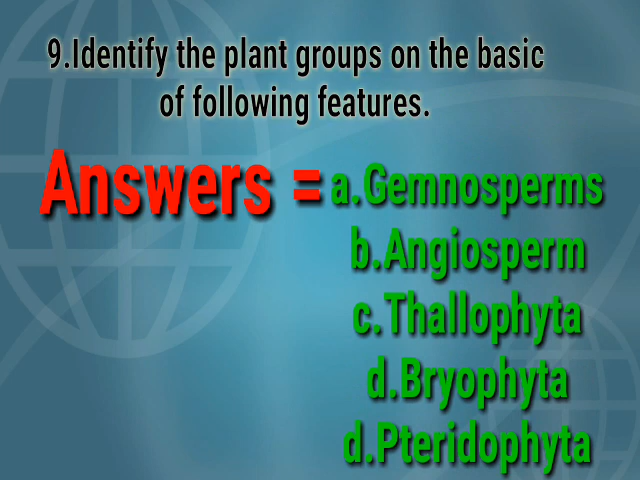 9.Identify the plant groups on the basic
of following features.
Answers = a.Gemnosperms
b.Angiosperm
c.Thallophyta
d.Bryophyta
d.Pteridophyta